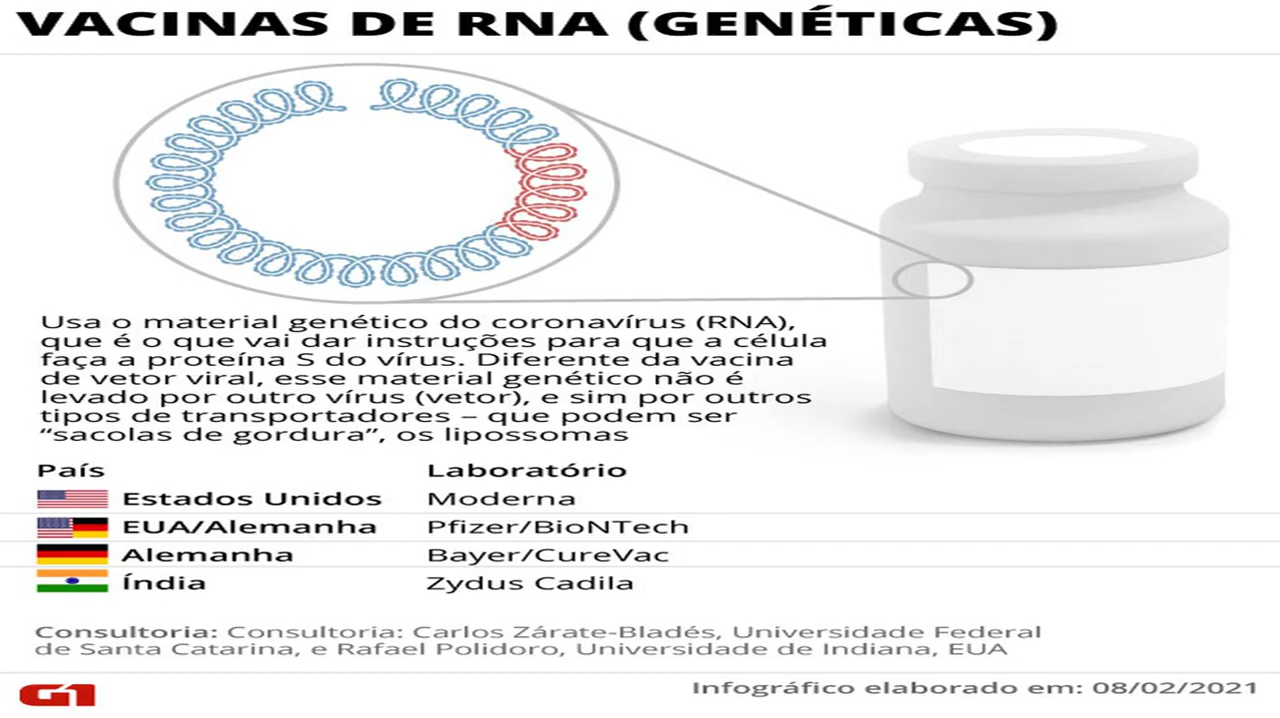 VACINAS DE RNA (GENÉTICAS)
Usa o material genético do coronavírus (RNA),
que é o que vai dar instruções para que a célula
faça a proteína S do vírus. Diferente da vacina
de vetor viral, esse material genético não é
levado por outro vírus (vetor), e sim por outros
tipos de transportadores – que podem ser
“sacolas de gordura”, os lipossomas
País Laboratório
Estados Unidos Moderna
EUA/Alemanha Pfizer/BioNTech
Alemanha Bayer/CureVac
Índia Zydus Cadila
Consultoria: Consultoria: Carlos Zárate-Bladés, Universidade Federal
de Santa Catarina, e Rafael Polidoro, Universidade de Indiana, EUA
G1 Infográfico elaborado em: 08/02/2021